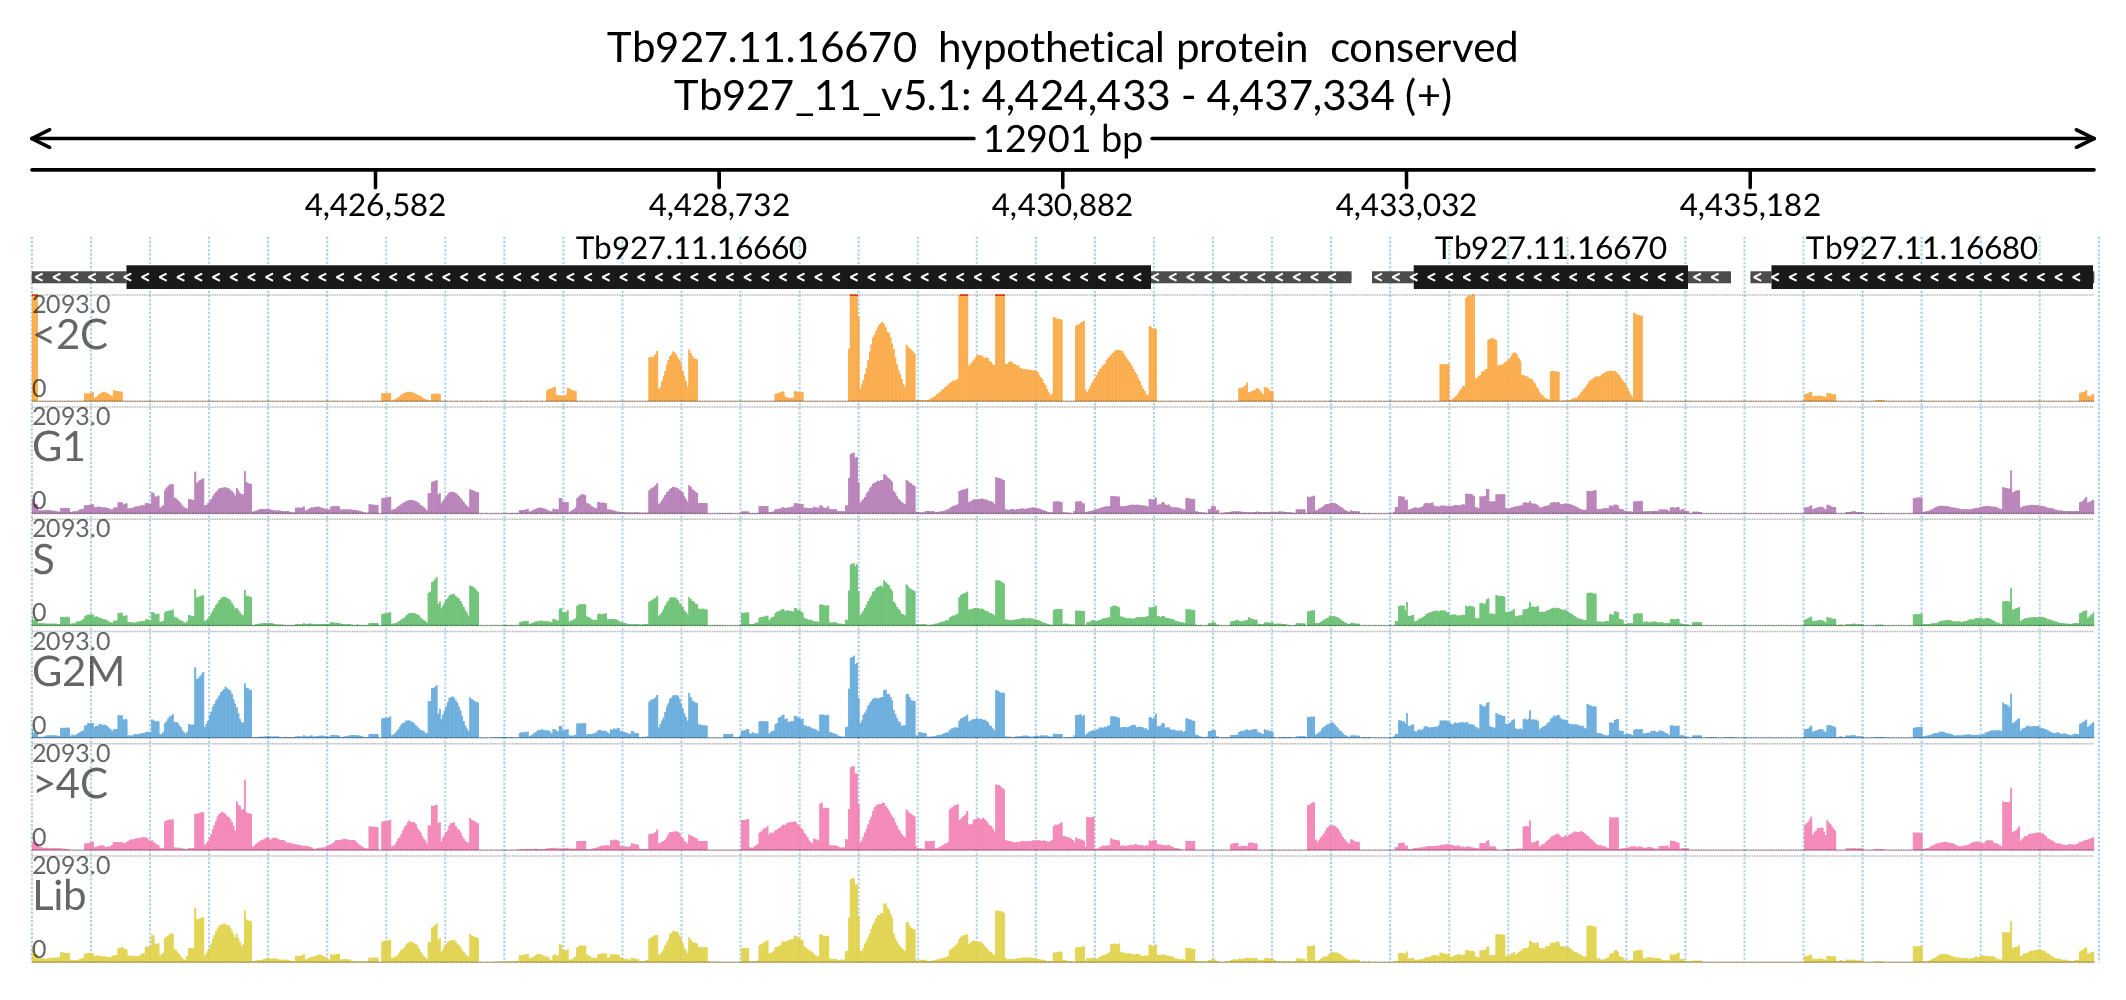 Tb927.11.16670 hypothetical protein conserved
Tb927_11_v5.1: 4,424,433 - 4,437,334 (+)
12901 bp
4,426,582 4,428,732 4,430,882 4,433,032 4,435,182
Tb927.11.16660 Tb927.11.16670 Tb927.11.16680
2093.0
<2C
0
2093.0
G1
0
2093.0
S
0
2093.0
G2M
0
2093.0
>4C
0
2093.0
Lib
0